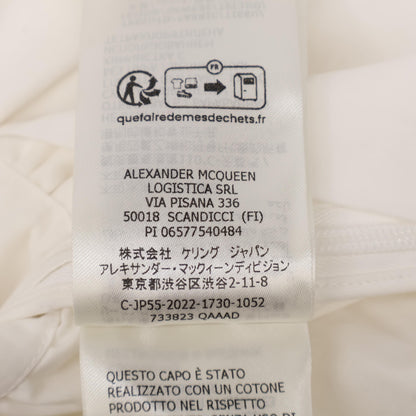 FR
quefairedemesdechets.fr
ALEXANDER MCQUEEN
LOGISTICA SRL
VIA PISANA 336
50018 SCANDICCI (FI)
PI 06577540484
株式会社 ケリング ジャパン
アレキサンダー・マックィーンディビジョン
東京都渋谷区渋谷2-11-8
C-JP55-2022-1730-1052
733823 QAAAD
QUESTO CAPO È STATO
REALIZZATO CON UN COTONE
PRODOTTO NEL RISPETTO